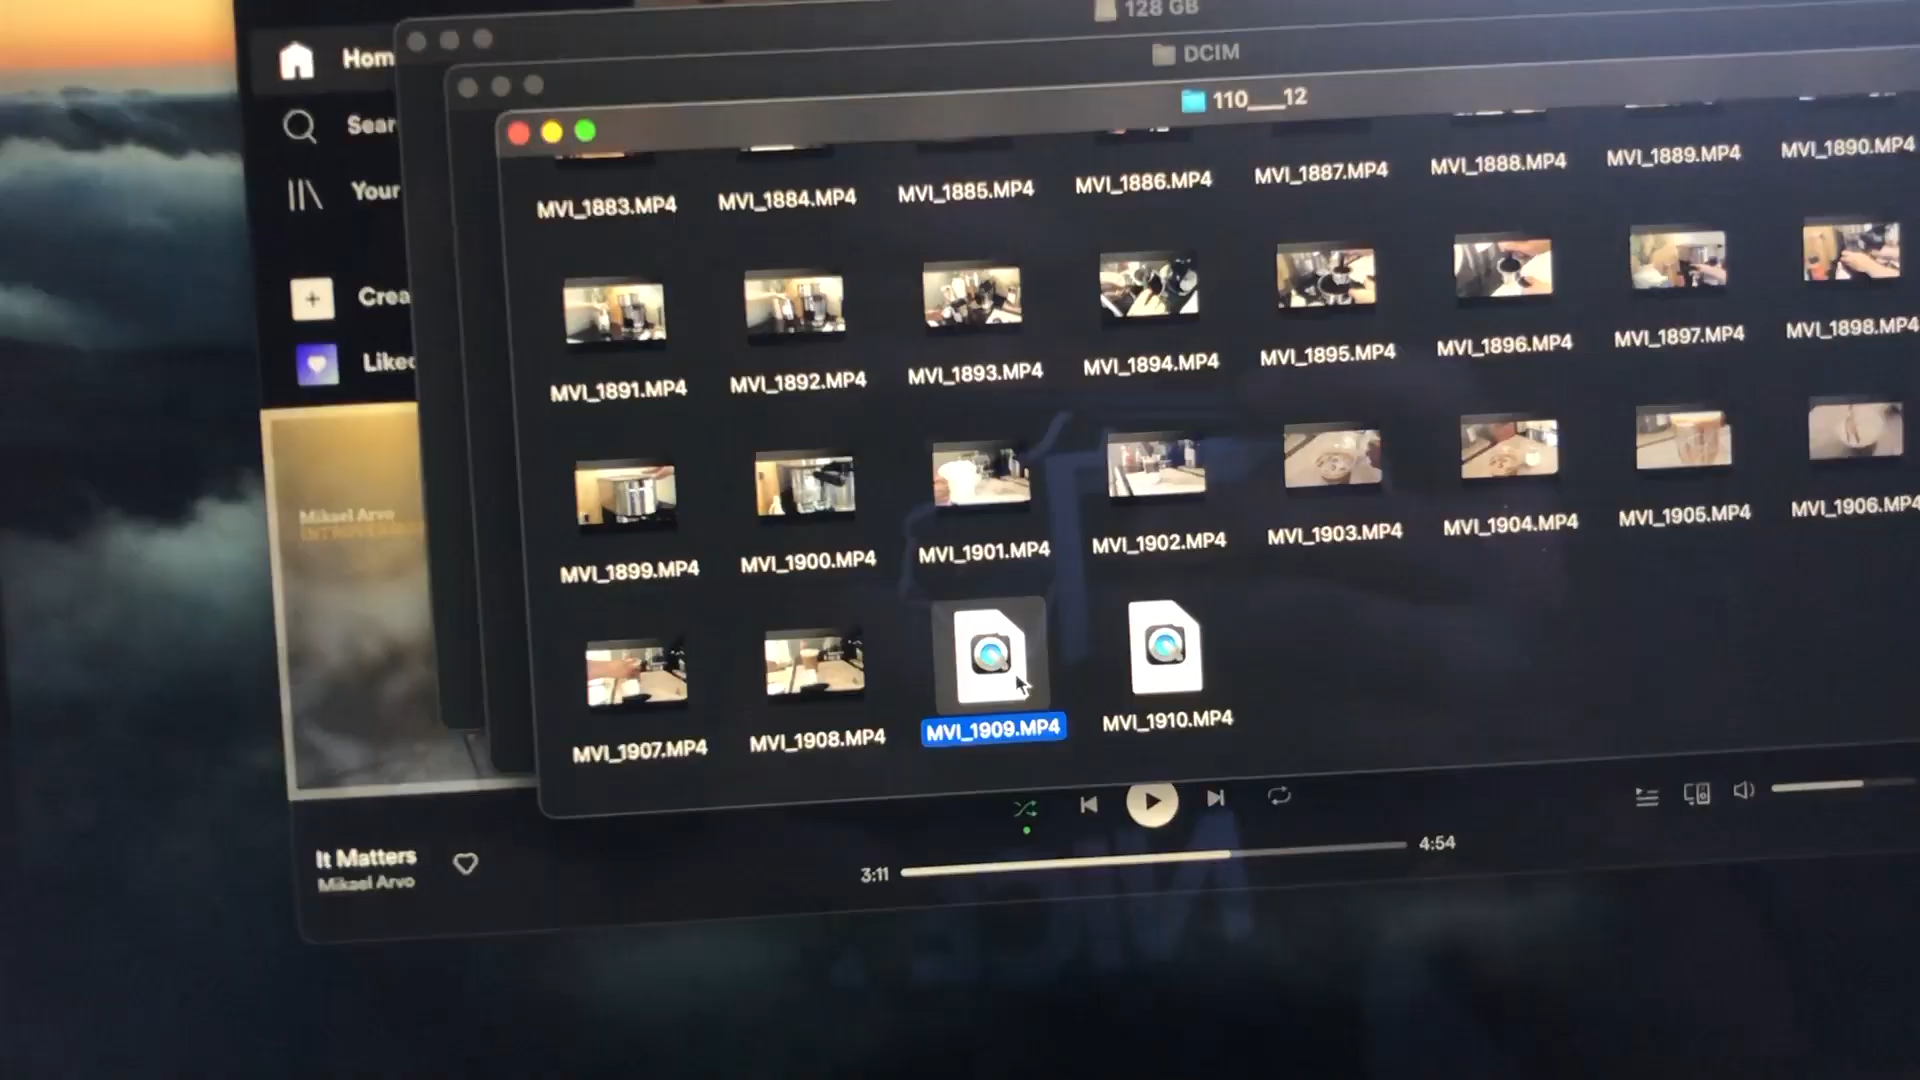 128 GB
DCIM
110___12
Hom
Sear
Your
Crea
Liked
MVI_1883.MP4
MVI_1884.MP4
MVI_1885.MP4
MVI_1886.MP4
MVI_1887.MP4
MVI_1888.MP4
MVI_1889.MP4
MVI_1890.MP4
MVI_1891.MP4
MVI_1892.MP4
MVI_1893.MP4
MVI_1894.MP4
MVI_1895.MP4
MVI_1896.MP4
MVI_1897.MP4
MVI_1898.MP4
MVI_1899.MP4
MVI_1900.MP4
MVI_1901.MP4
MVI_1902.MP4
MVI_1903.MP4
MVI_1904.MP4
MVI_1905.MP4
MVI_1906.MP4
MVI_1907.MP4
MVI_1908.MP4
MVI_1909.MP4
MVI_1910.MP4
Mikael Arvo
It Matters
Mikael Arvo
3:11
4:54